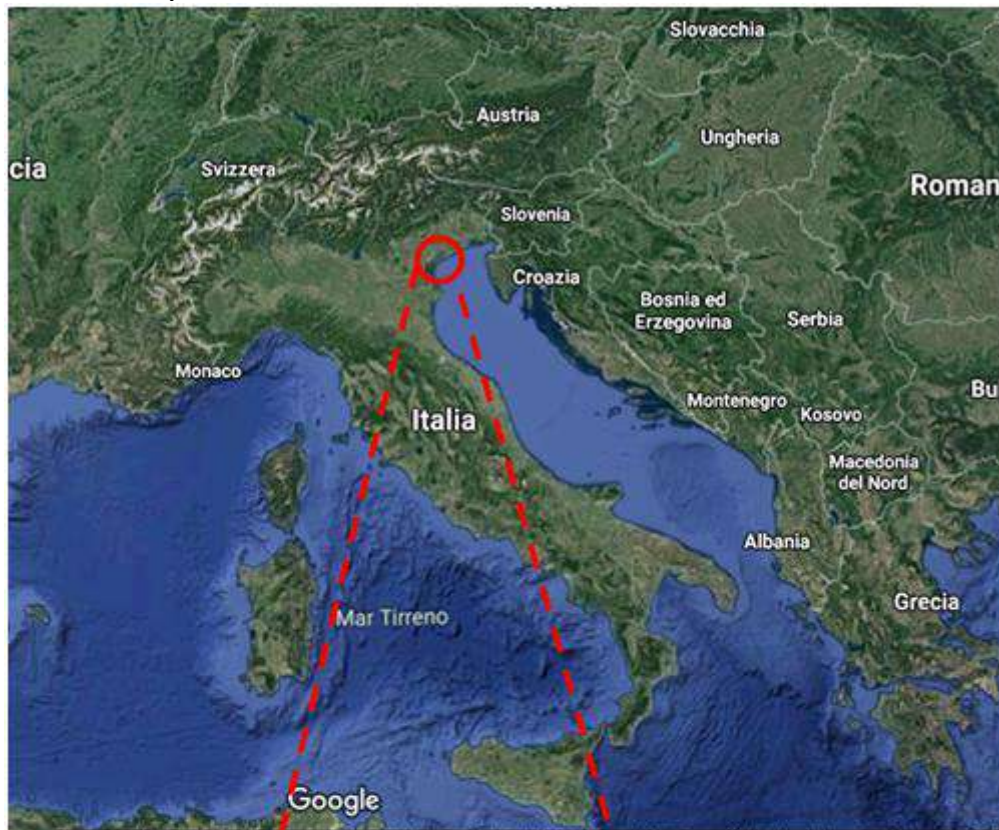 Slovacchia
Austria
Ungheria
cia
Svizzera
Roman
Slovenia
Croazia
Bosnia ed
Erzegovina
Serbia
Monaco
Bu
Montenegro
Kosovo
Italia
Macedonia
del Nord
Albania
Grecia
Mar Tirreno
Google